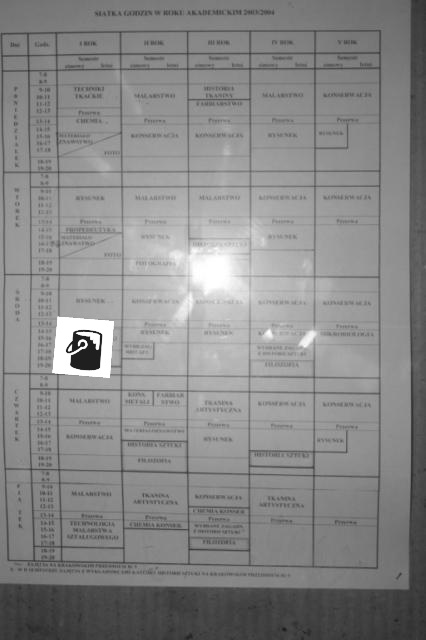 SIATKA GODZIN W ROKU AKADEMICKIM 2003/2004
Dni Godz. I ROK II ROK III ROK IV ROK V ROK
Semestr Semestr Semestr Semestr Semestr
zimowy letni zimowy letni zimowy letni zimowy letni zimowy letni
PONIEDZIAŁEK
7-8
8-9
9-10 TECHNIKI HISTORIA
10-11 TKACKIE MALARSTWO TKANINY MALARSTWO KONSERWACJA
11-12 FARBIARSTWO
12-13 Przerwa
13-14 CHEMIA Przerwa Przerwa Przerwa Przerwa
14-15
15-16 MATERIAŁO KONSERWACJA KONSERWACJA RYSUNEK RYSUNEK
16-17 ZNAWSTWO
17-18 FOTO
18-19
19-20
WTOREK
7-8
8-9
9-10
10-11 RYSUNEK MALARSTWO MALARSTWO KONSERWACJA KONSERWACJA
11-12
12-13
13-14 Przerwa Przerwa Przerwa Przerwa Przerwa
14-15 PROPEDEUTYKA
15-16 MATERIAŁO RYSUNEK RYSUNEK
ZNAWSTWO
17-18 FOTO
18-19 FOTOGRAFIA
19-20
ŚRODA
7-8
8-9
9-10
10-11 RYSUNEK KONSERWACJA KONSERWACJA KONSERWACJA KONSERWACJA
11-12
12-13
13-14 Przerwa Przerwa Przerwa Przerwa
14-15 RYSUNEK RYSUNEK KONSERWACJA MIKROBIOLOGIA
15-16
16-17
17-18 E HISTORII SZTUKI
18-19 FILOZOFIA
19-20
CZWARTEK
7-8
8-9
9-10 KONS. FARBIAR
10-11 MALARSTWO METALI STWO TKANINA KONSERWACJA KONSERWACJA
11-12 ARTYSTYCZNA
12-13
13-14 Przerwa Przerwa Przerwa Przerwa Przerwa
14-15 MATERIAŁOZNAWSTWO
15-16 KONSERWACJA RYSUNEK RYSUNEK
16-17 HISTORIA SZTUKI
17-18 HISTORIA SZTUKI
18-19 FILOZOFIA
19-20
PIĄTEK
7-8
8-9
9-10
10-11 MALARSTWO TKANINA KONSERWACJA TKANINA
11-12 ARTYSTYCZNA ARTYSTYCZNA
12-13 CHEMIA KONSER
13-14 Przerwa Przerwa Przerwa Przerwa Przerwa
14-15 TECHNOLOGIA CHEMIA KONSER.
15-16 MALARSTWA
16-17 SZTALUGOWEGO
17-18 FILOZOFIA
18-19
19-20